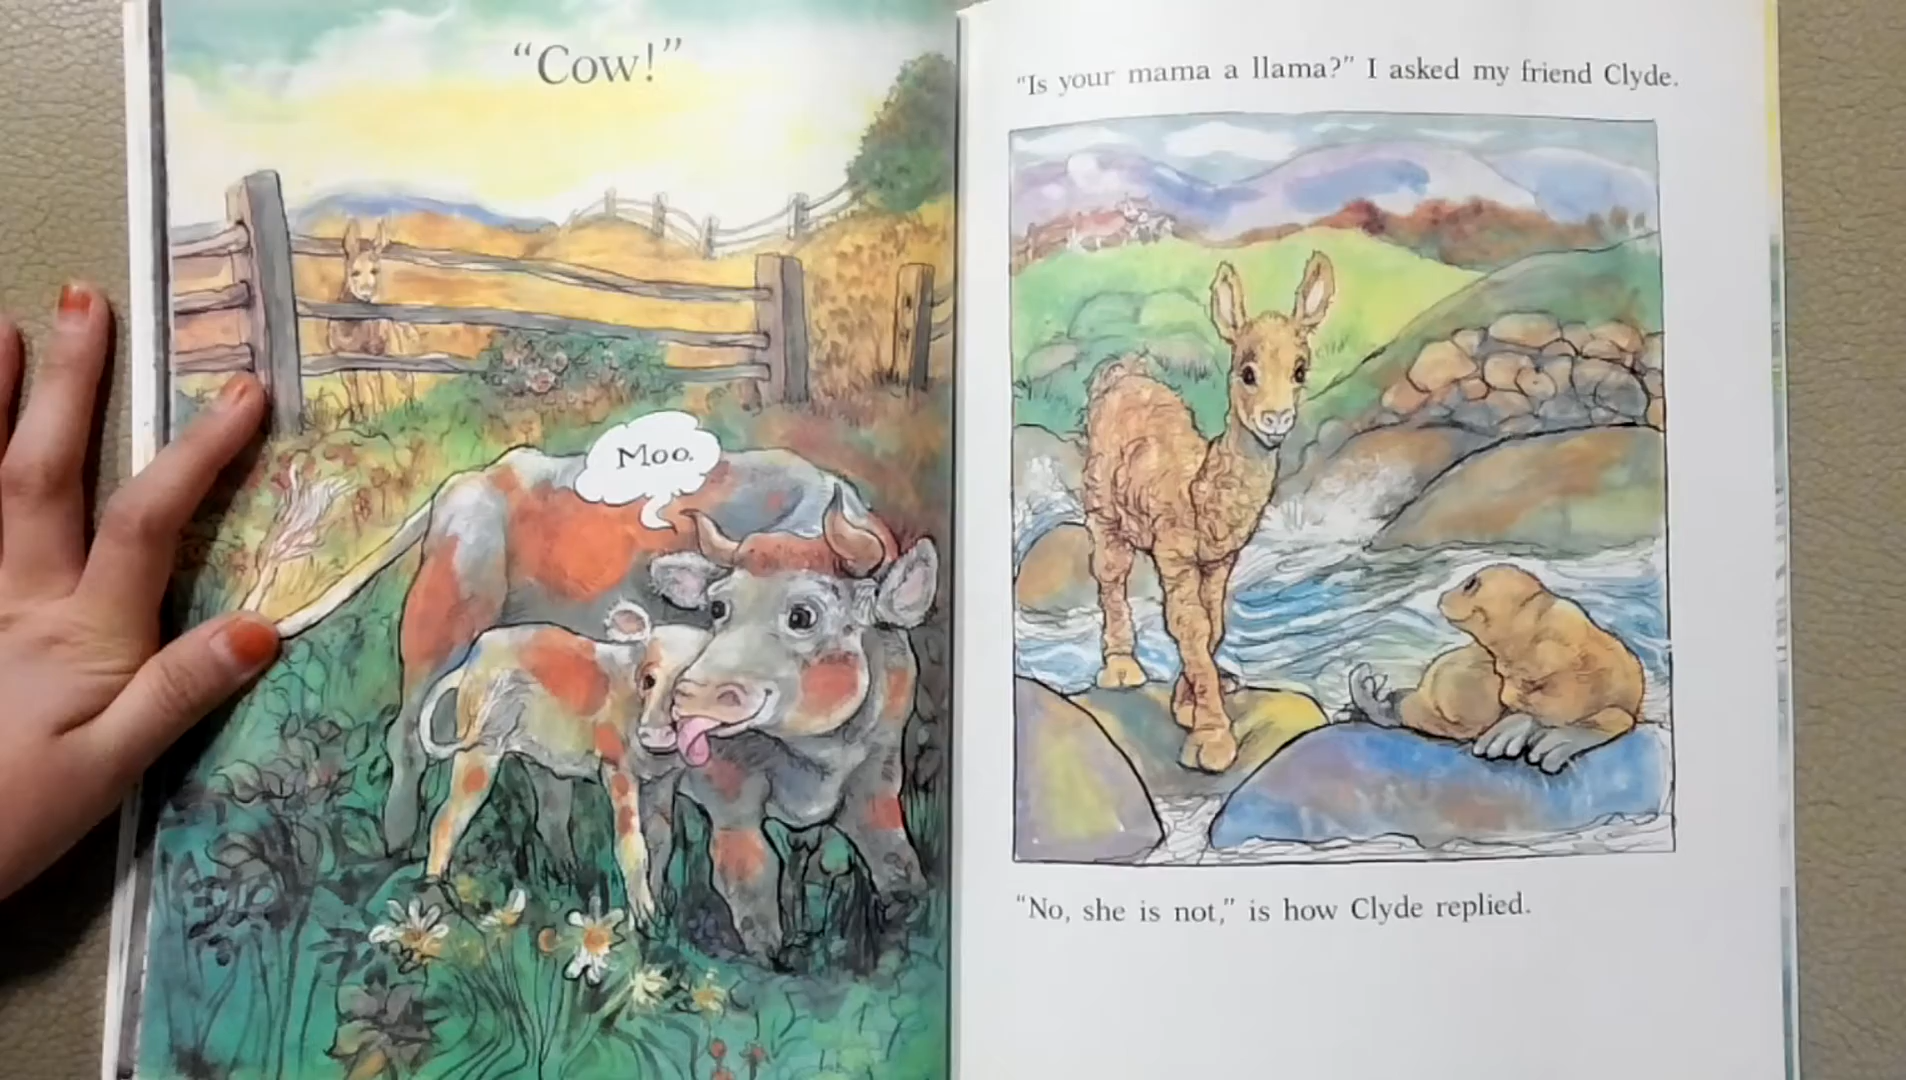 “Cow!”
Moo.
“Is your mama a llama?” I asked my friend Clyde.
“No, she is not,” is how Clyde replied.